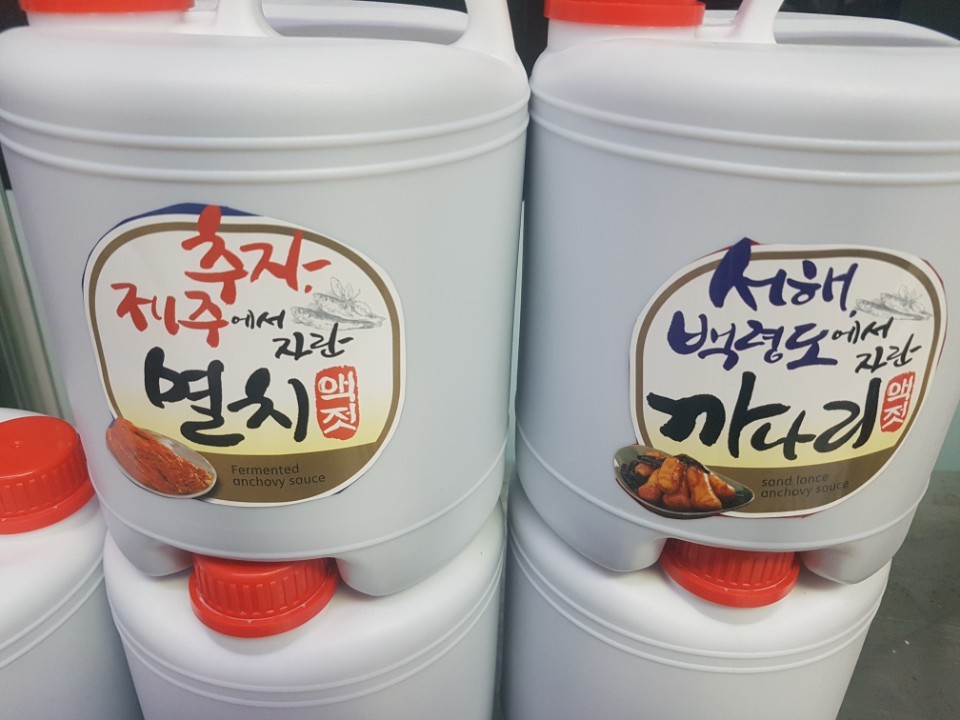 추자,
제주에서
자란
멸치
액젓
Fermented
anchovy sauce
서해,
백령도에서
자란
까나리
액젓
sand lance
anchovy sauce